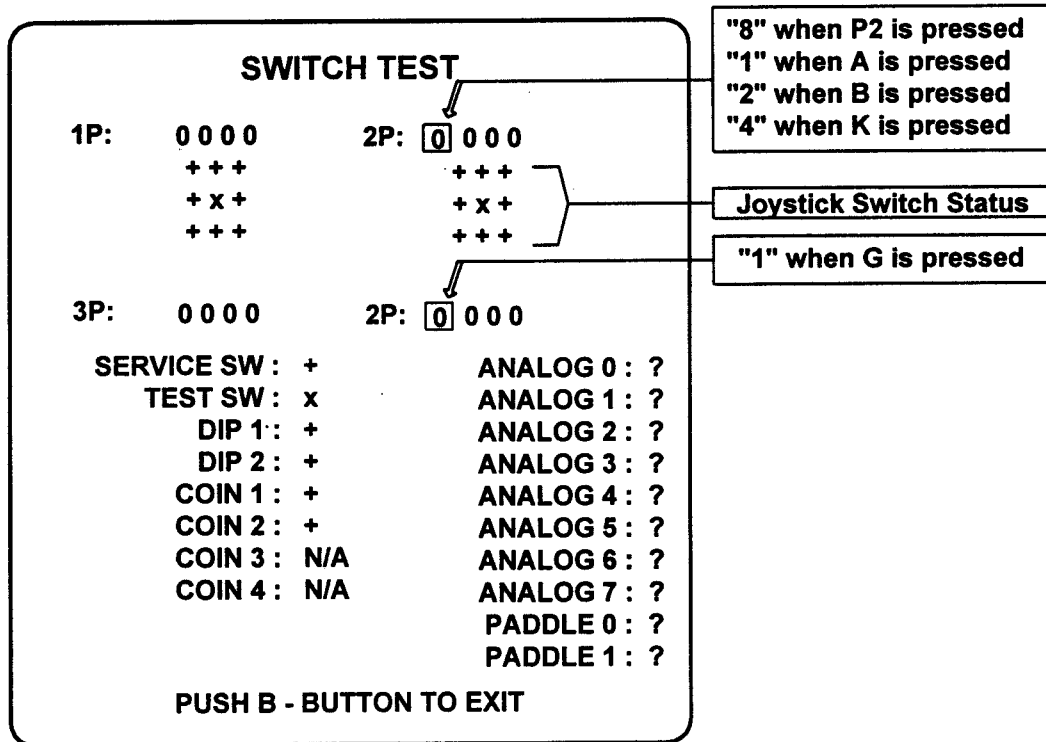 SWITCH TEST
"8" when P2 is pressed
"1" when A is pressed
"2" when B is pressed
"4" when K is pressed
1P: 0 0 0 0 2P: 0 0 0 0
+ + + + + +
+ x + + x +
+ + + + + +
Joystick Switch Status
"1" when G is pressed
3P: 0 0 0 0 2P: 0 0 0 0
SERVICE SW : + ANALOG 0 : ?
TEST SW : x ANALOG 1 : ?
DIP 1 : + ANALOG 2 : ?
DIP 2 : + ANALOG 3 : ?
COIN 1 : + ANALOG 4 : ?
COIN 2 : + ANALOG 5 : ?
COIN 3 : N/A ANALOG 6 : ?
COIN 4 : N/A ANALOG 7 : ?
PADDLE 0 : ?
PADDLE 1 : ?
PUSH B - BUTTON TO EXIT